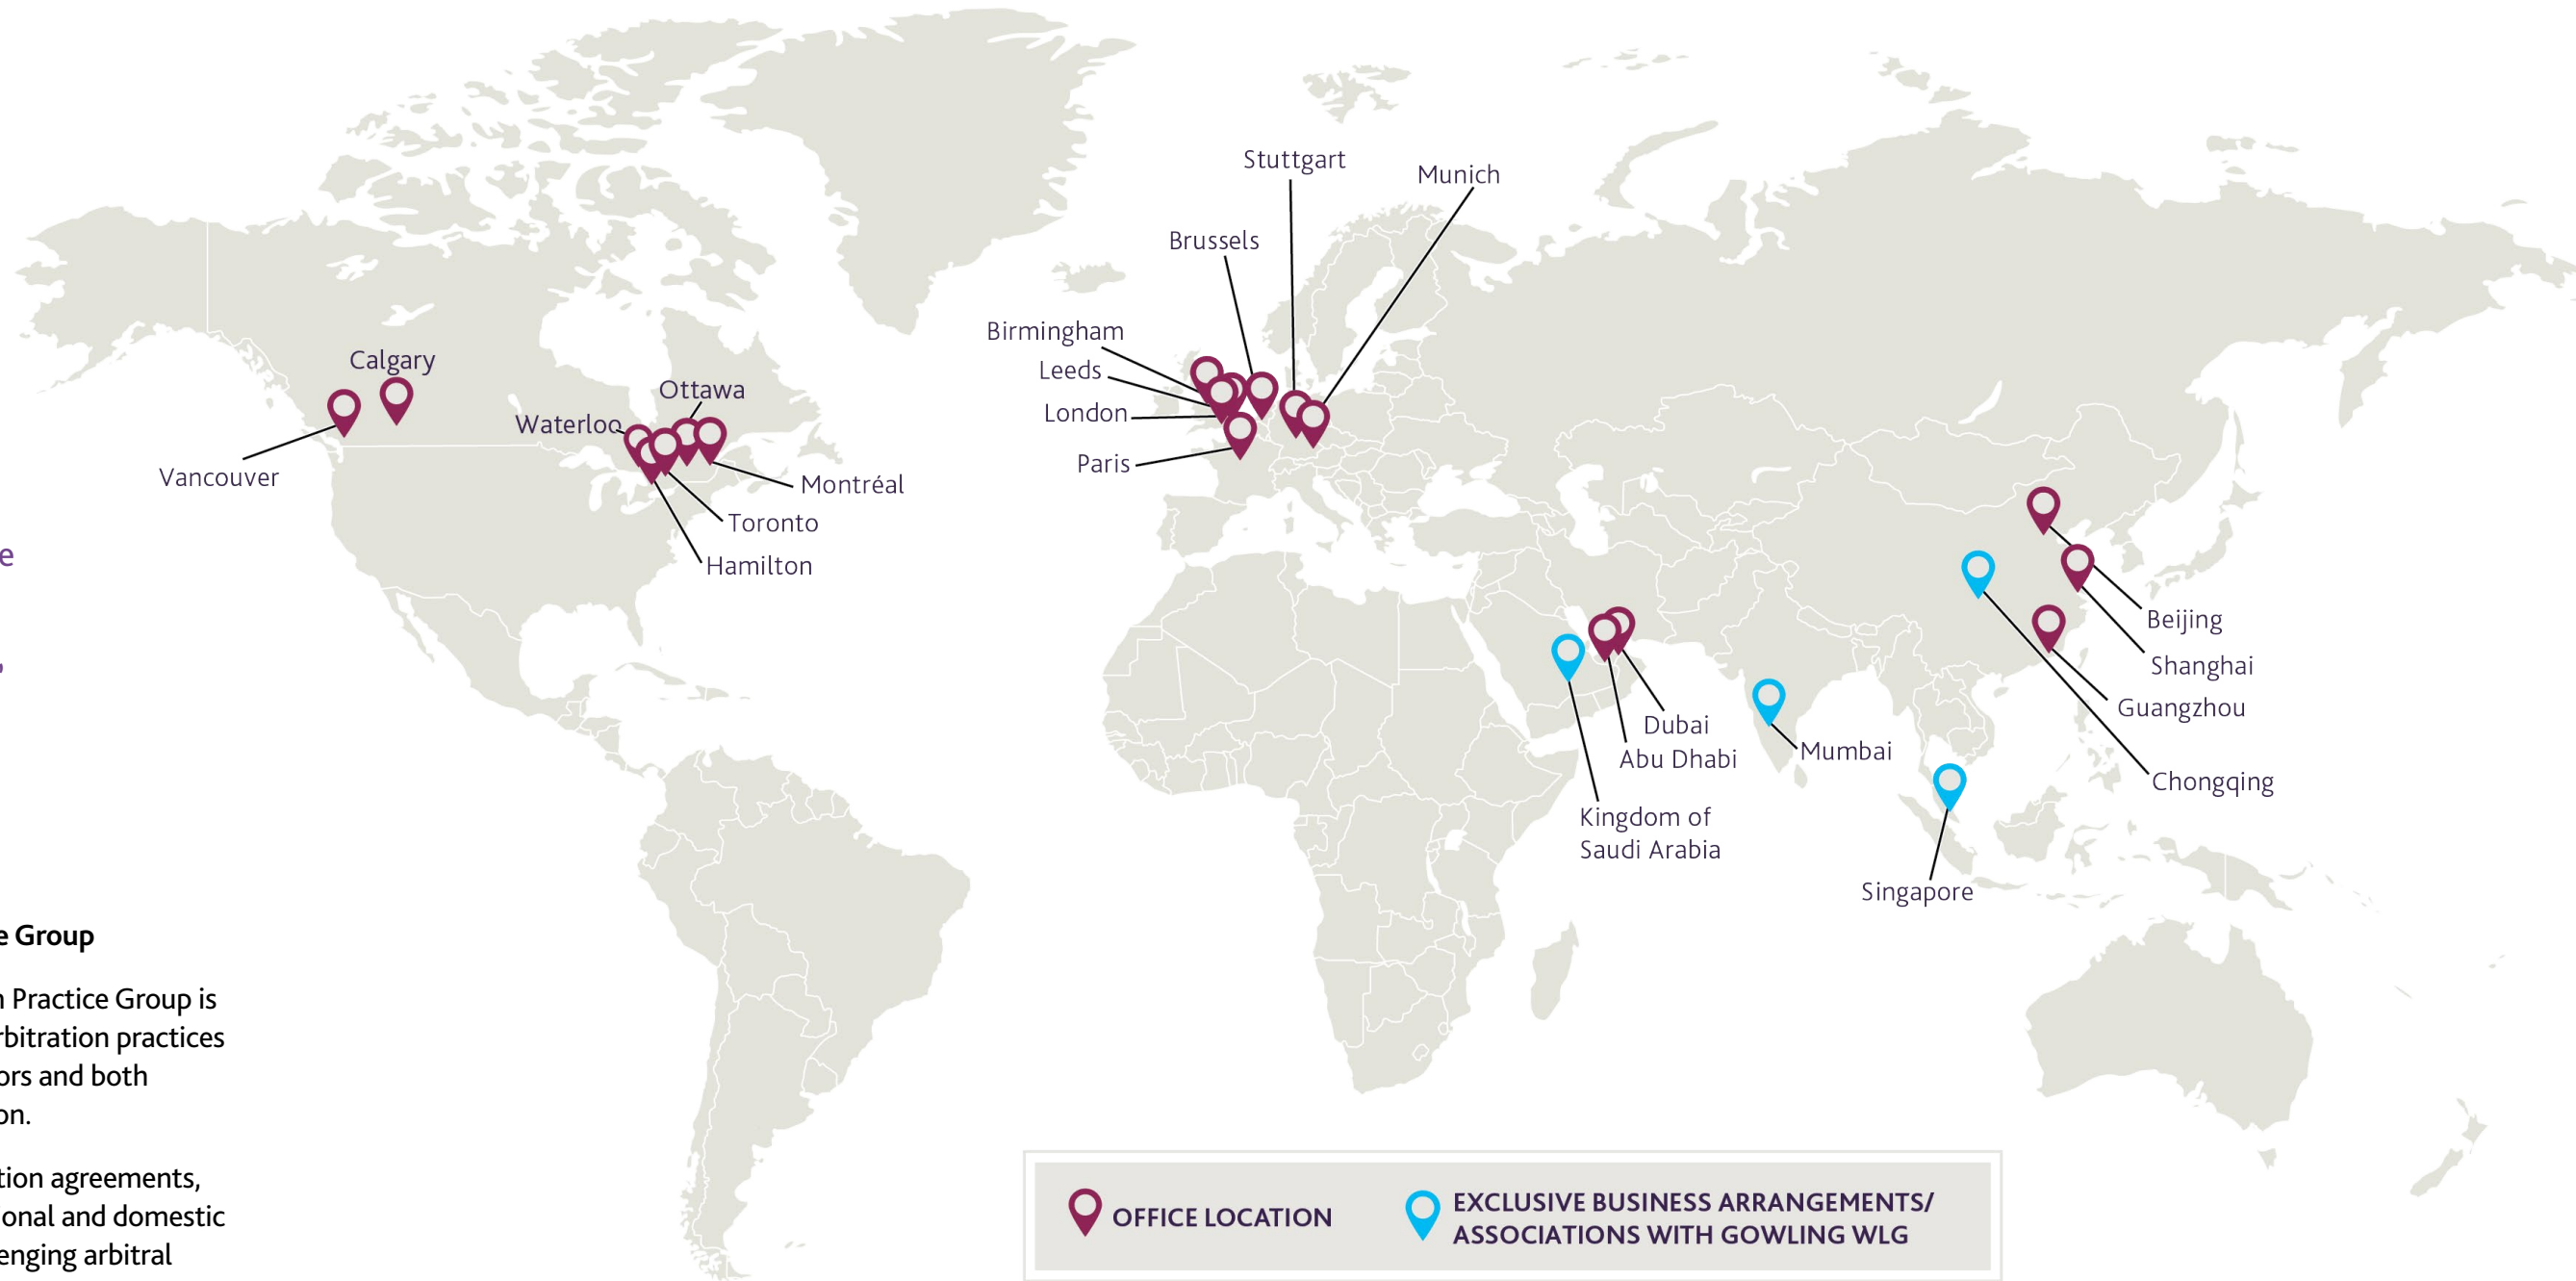 Stuttgart
Munich
Brussels
Birmingham
Leeds
London
Paris
Calgary
Ottawa
Waterloo
Vancouver
Montréal
Toronto
Hamilton
Beijing
Shanghai
Guangzhou
Chongqing
Dubai
Abu Dhabi
Mumbai
Kingdom of
Saudi Arabia
Singapore
e
,
e Group
n Practice Group is
rbitration practices
ors and both
on.
tion agreements,
onal and domestic
enging arbitral
OFFICE LOCATION
EXCLUSIVE BUSINESS ARRANGEMENTS/
ASSOCIATIONS WITH GOWLING WLG